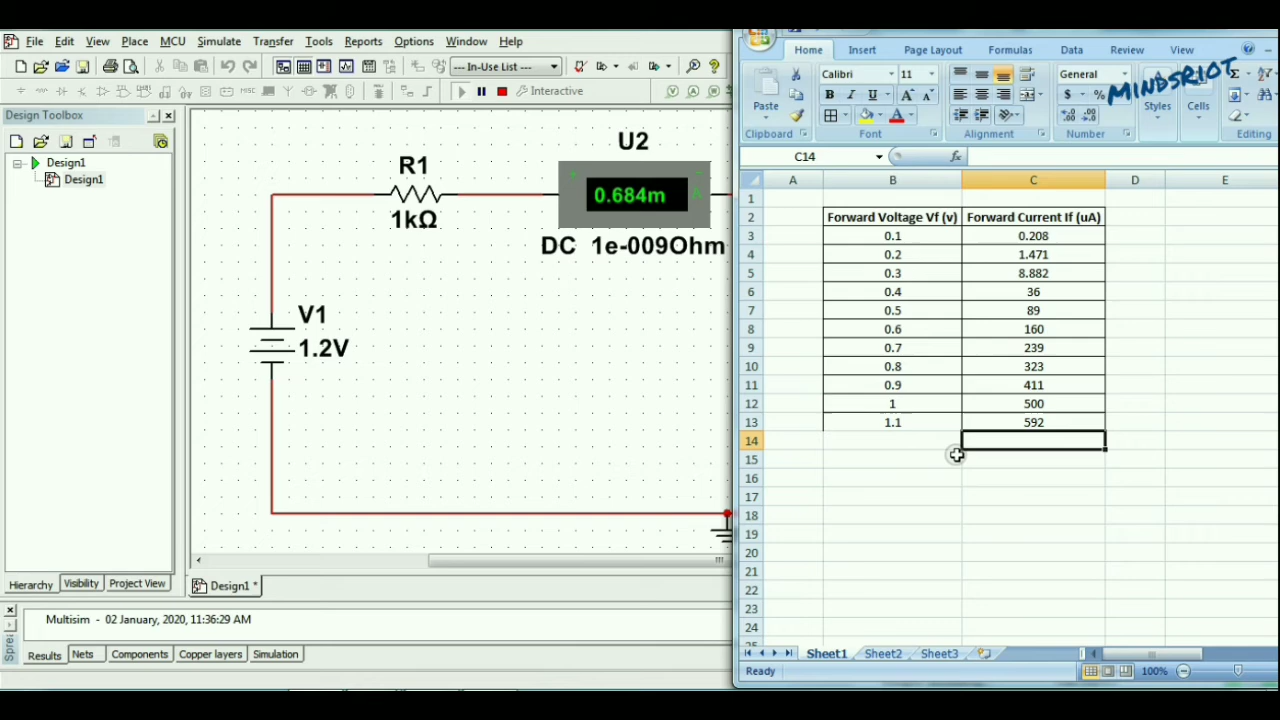 File Edit View Place MCU Simulate Transfer Tools Reports Options Window Help
--- In-Use List ---
Interactive
Design Toolbox
Design1
Design1
U2
R1
0.684m
1kΩ
DC 1e-009Ohm
V1
1.2V
Hierarchy Visibility Project View
Design1 *
Multisim - 02 January, 2020, 11:36:29 AM
Results Nets Components Copper layers Simulation
Home Insert Page Layout Formulas Data Review View
MINDSRIOT
Calibri 11 General
Paste B I U A A $ % Styles Cells Σ
Clipboard Font Alignment Number Editing
C14 fx
A B C D E
1
2 Forward Voltage Vf (v) Forward Current If (uA)
3 0.1 0.208
4 0.2 1.471
5 0.3 8.882
6 0.4 36
7 0.5 89
8 0.6 160
9 0.7 239
10 0.8 323
11 0.9 411
12 1 500
13 1.1 592
14
15
16
17
18
19
20
21
22
23
24
Sheet1 Sheet2 Sheet3
Ready 100%